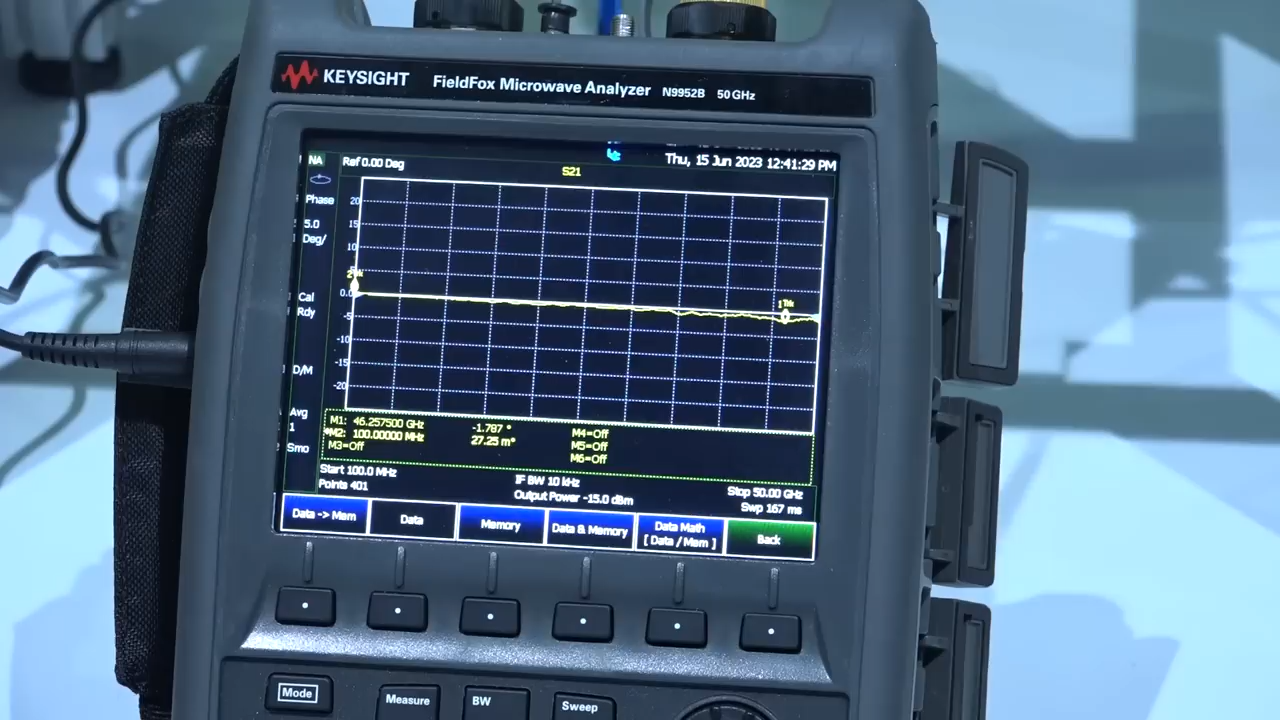 KEYSIGHT FieldFox Microwave Analyzer N9952B 50 GHz
Thu, 15 Jun 2023 12:41:29 PM
NA Ref 0.00 Deg
S21
Phase
5.0
Deg/
Cal
Rdy
D/M
Avg
1
Smo
20
15
10
5
0.0
-5
-10
-15
-20
1
M1: 46.257500 GHz -1.787 ° M4=Off
M2: 100.00000 MHz 27.25 m° M5=Off
M3=Off M6=Off
Start 100.0 MHz IF BW 10 kHz Stop 50.00 GHz
Points 401 Output Power -15.0 dBm Swp 167 ms
Data -> Mem Data Memory Data & Memory Data Math [ Data / Mem ] Back
Mode Measure BW Sweep